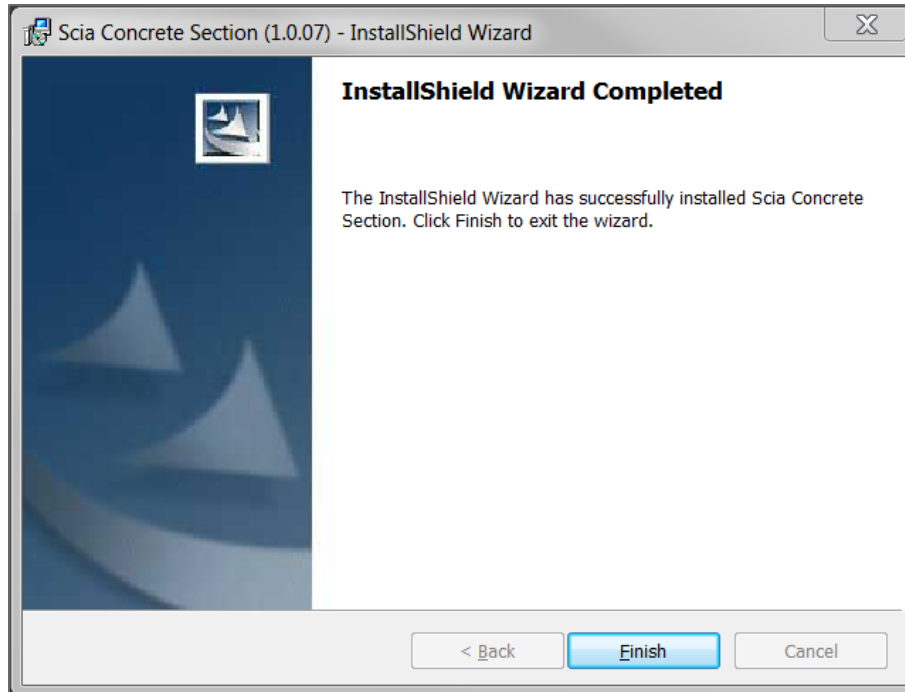 Scia Concrete Section (1.0.07) - InstallShield Wizard
InstallShield Wizard Completed
The InstallShield Wizard has successfully installed Scia Concrete
Section. Click Finish to exit the wizard.
< Back Finish Cancel